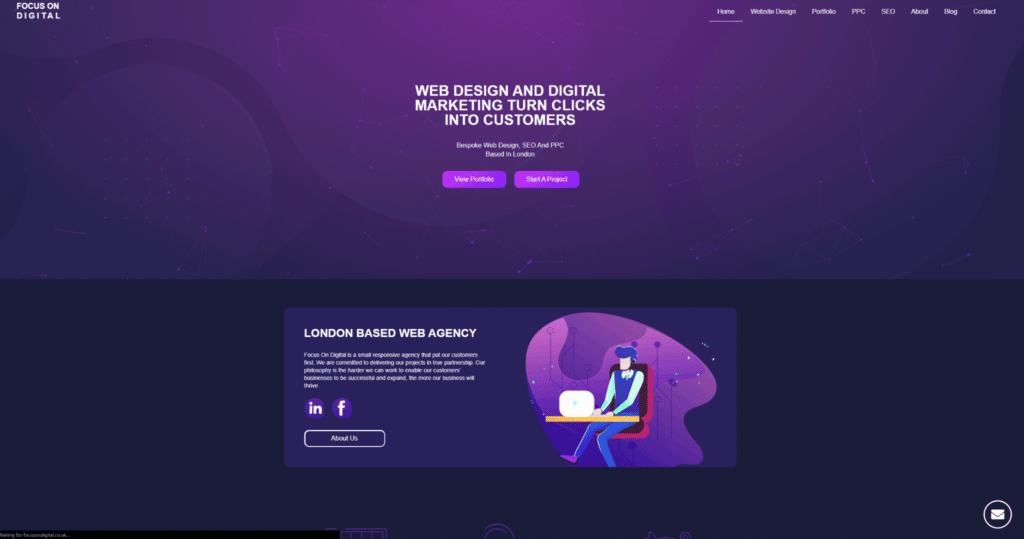 FOCUS ON
DIGITAL
Home Website Design Portfolio PPC SEO About Blog Contact
WEB DESIGN AND DIGITAL
MARKETING TURN CLICKS
INTO CUSTOMERS
Bespoke Web Design, SEO And PPC
Based In London
View Portfolio Start A Project
LONDON BASED WEB AGENCY
Focus On Digital is a small responsive agency that put our customers
first. We are committed to delivering our projects in true partnership. Our
philosophy is the harder we can work to enable our customers'
businesses to be successful and expand, the more our business will
thrive.
in f
About Us
Waiting for focusondigital.co.uk...